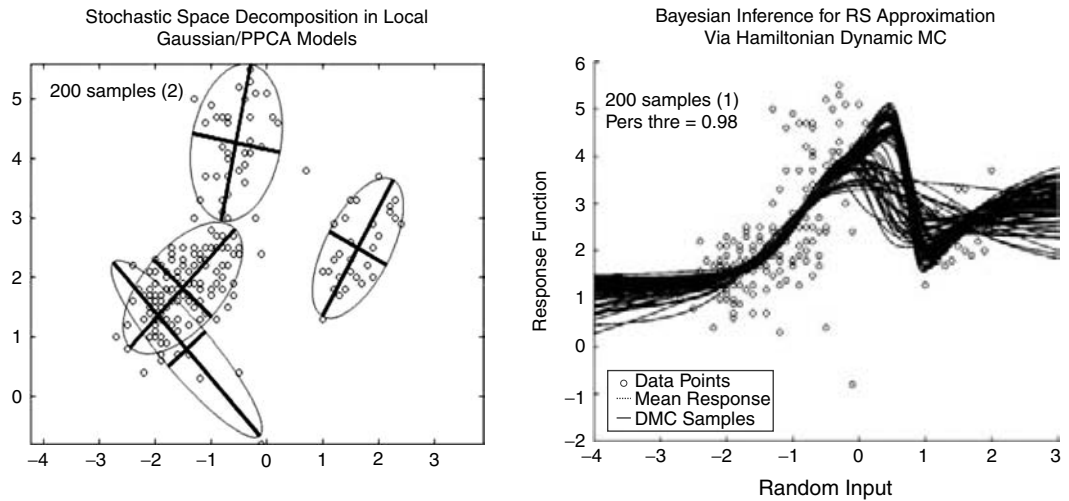 Stochastic Space Decomposition in Local
Gaussian/PPCA Models
200 samples (2)
5
4
3
2
1
0
–4
–3
–2
–1
0
1
2
3
Bayesian Inference for RS Approximation
Via Hamiltonian Dynamic MC
200 samples (1)
Pers thre = 0.98
Response Function
6
5
4
3
2
1
0
–1
–2
Data Points
Mean Response
DMC Samples
–4
–3
–2
–1
0
1
2
3
Random Input